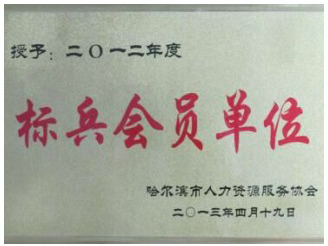 授予：二〇一二年度
标兵会员单位
哈尔滨市人力资源服务协会
二〇一三年四月十九日